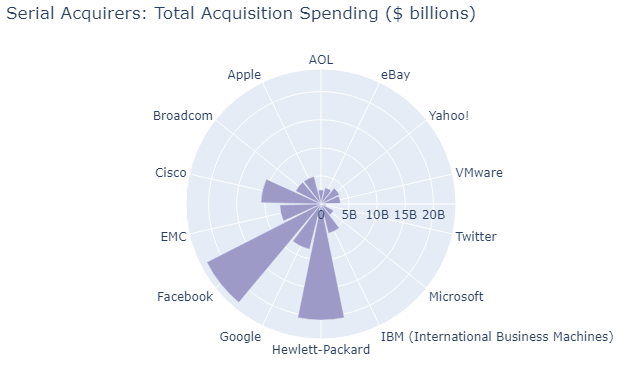 Serial Acquirers: Total Acquisition Spending ($ billions)
AOL
Apple
eBay
Broadcom
Yahoo!
Cisco
VMware
0 5B 10B 15B 20B
EMC
Twitter
Facebook
Microsoft
Google
IBM (International Business Machines)
Hewlett-Packard